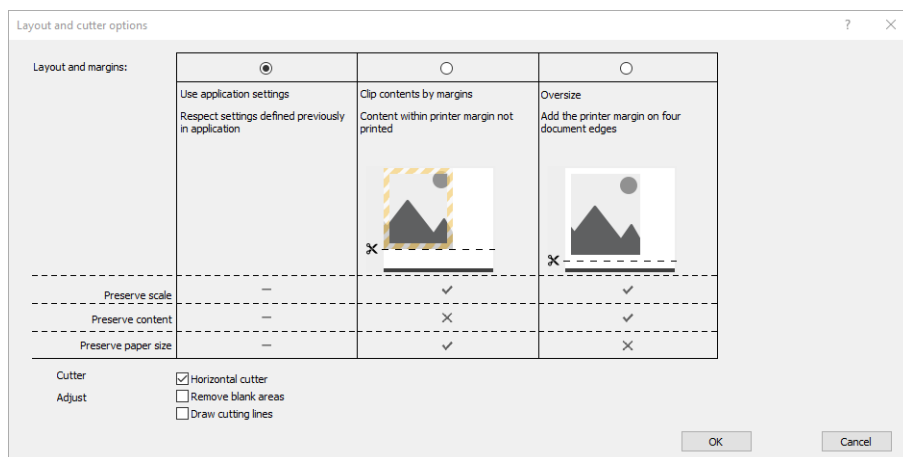 Layout and cutter options
Layout and margins:
Use application settings
Respect settings defined previously
in application
Clip contents by margins
Content within printer margin not
printed
Oversize
Add the printer margin on four
document edges
Preserve scale
Preserve content
Preserve paper size
Cutter
Horizontal cutter
Adjust
Remove blank areas
Draw cutting lines
OK
Cancel